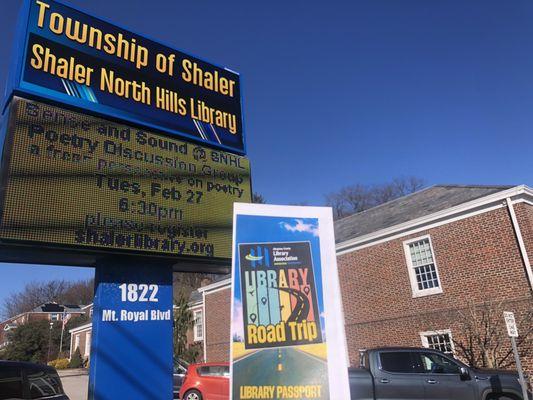 Township of Shaler
Shaler North Hills Library
Sense and Sound @ SNHL
Poetry Discussion Group
a fresh perspective on poetry
Tues, Feb 27
6:30pm
please register
shalerlibrary.org
1822
Mt. Royal Blvd
Allegheny County
Library
Association
LIBRARY
Road Trip
LIBRARY PASSPORT